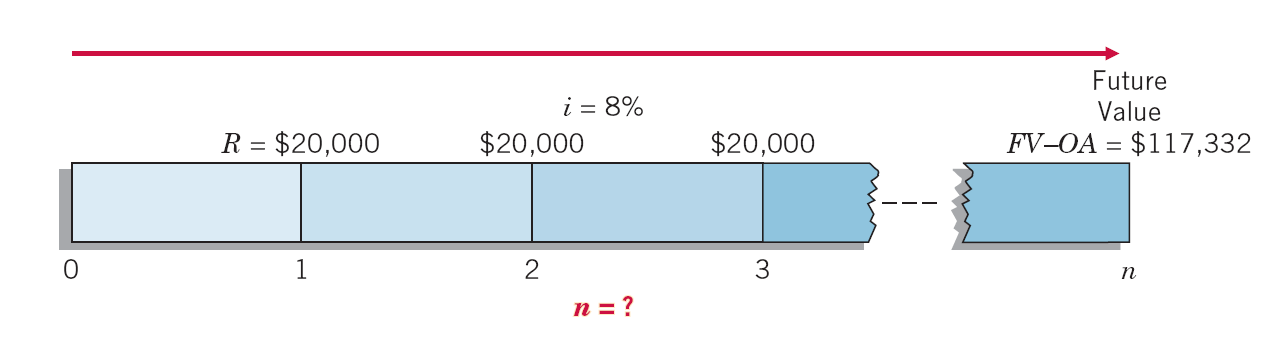 Future
Value
i = 8%
R = $20,000 $20,000 $20,000 FV–OA = $117,332
0 1 2 3 n
n = ?